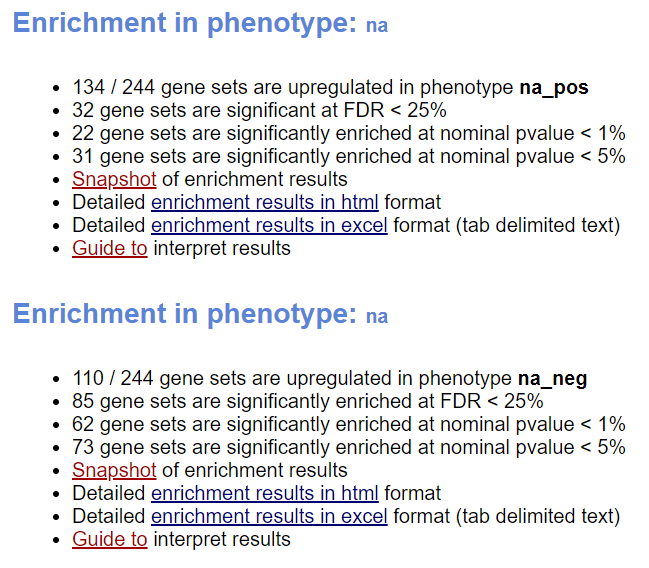 Enrichment in phenotype: na
134 / 244 gene sets are upregulated in phenotype na_pos
32 gene sets are significant at FDR < 25%
22 gene sets are significantly enriched at nominal pvalue < 1%
31 gene sets are significantly enriched at nominal pvalue < 5%
Snapshot of enrichment results
Detailed enrichment results in html format
Detailed enrichment results in excel format (tab delimited text)
Guide to interpret results
Enrichment in phenotype: na
110 / 244 gene sets are upregulated in phenotype na_neg
85 gene sets are significantly enriched at FDR < 25%
62 gene sets are significantly enriched at nominal pvalue < 1%
73 gene sets are significantly enriched at nominal pvalue < 5%
Snapshot of enrichment results
Detailed enrichment results in html format
Detailed enrichment results in excel format (tab delimited text)
Guide to interpret results